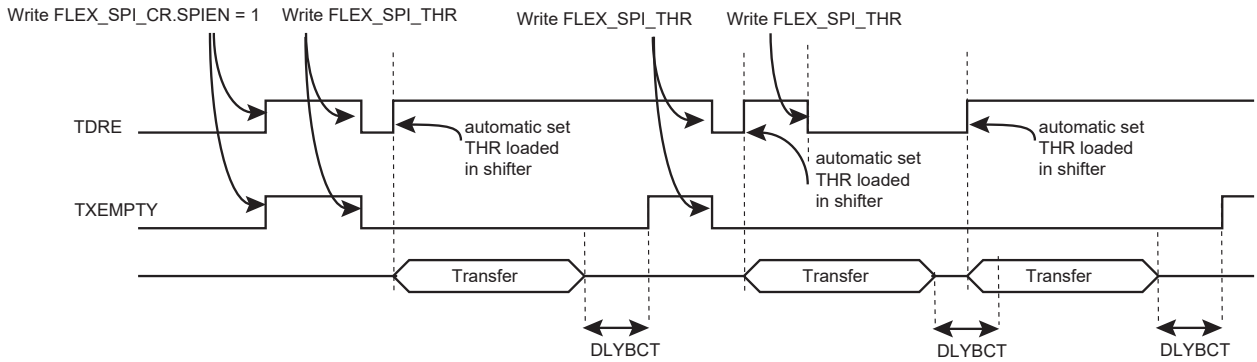 Write FLEX_SPI_CR.SPIEN = 1
Write FLEX_SPI_THR
Write FLEX_SPI_THR
Write FLEX_SPI_THR
TDRE
automatic set
THR loaded
in shifter
automatic set
THR loaded
in shifter
automatic set
THR loaded
in shifter
TXEMPTY
Transfer
Transfer
Transfer
DLYBCT
DLYBCT
DLYBCT